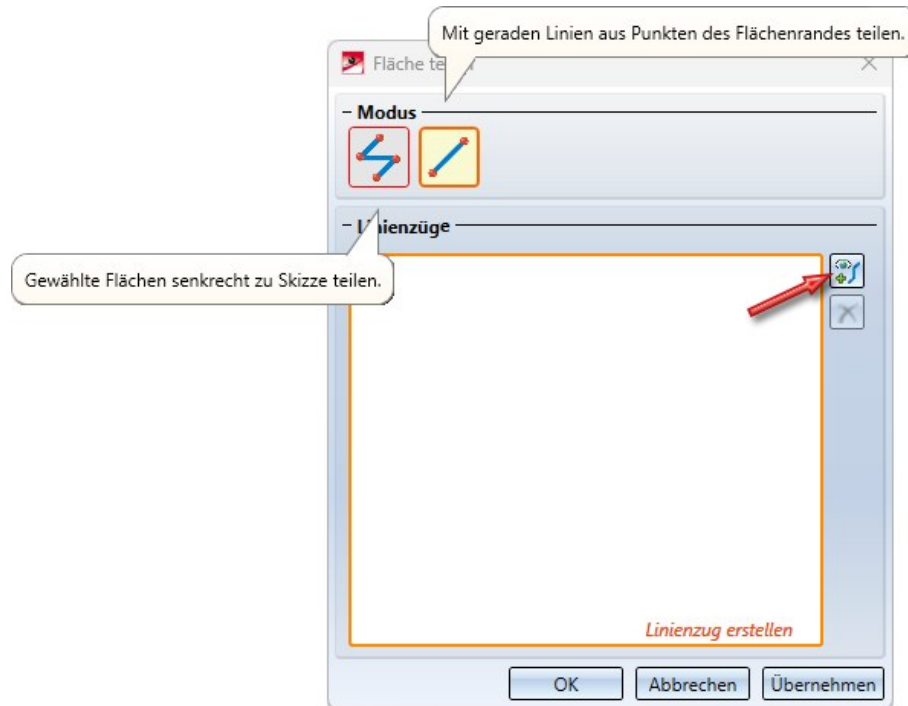 Mit geraden Linien aus Punkten des Flächenrandes teilen.
Fläche te
Modus
Linienzüge
Gewählte Flächen senkrecht zu Skizze teilen.
Linienzug erstellen
OK
Abbrechen
Übernehmen